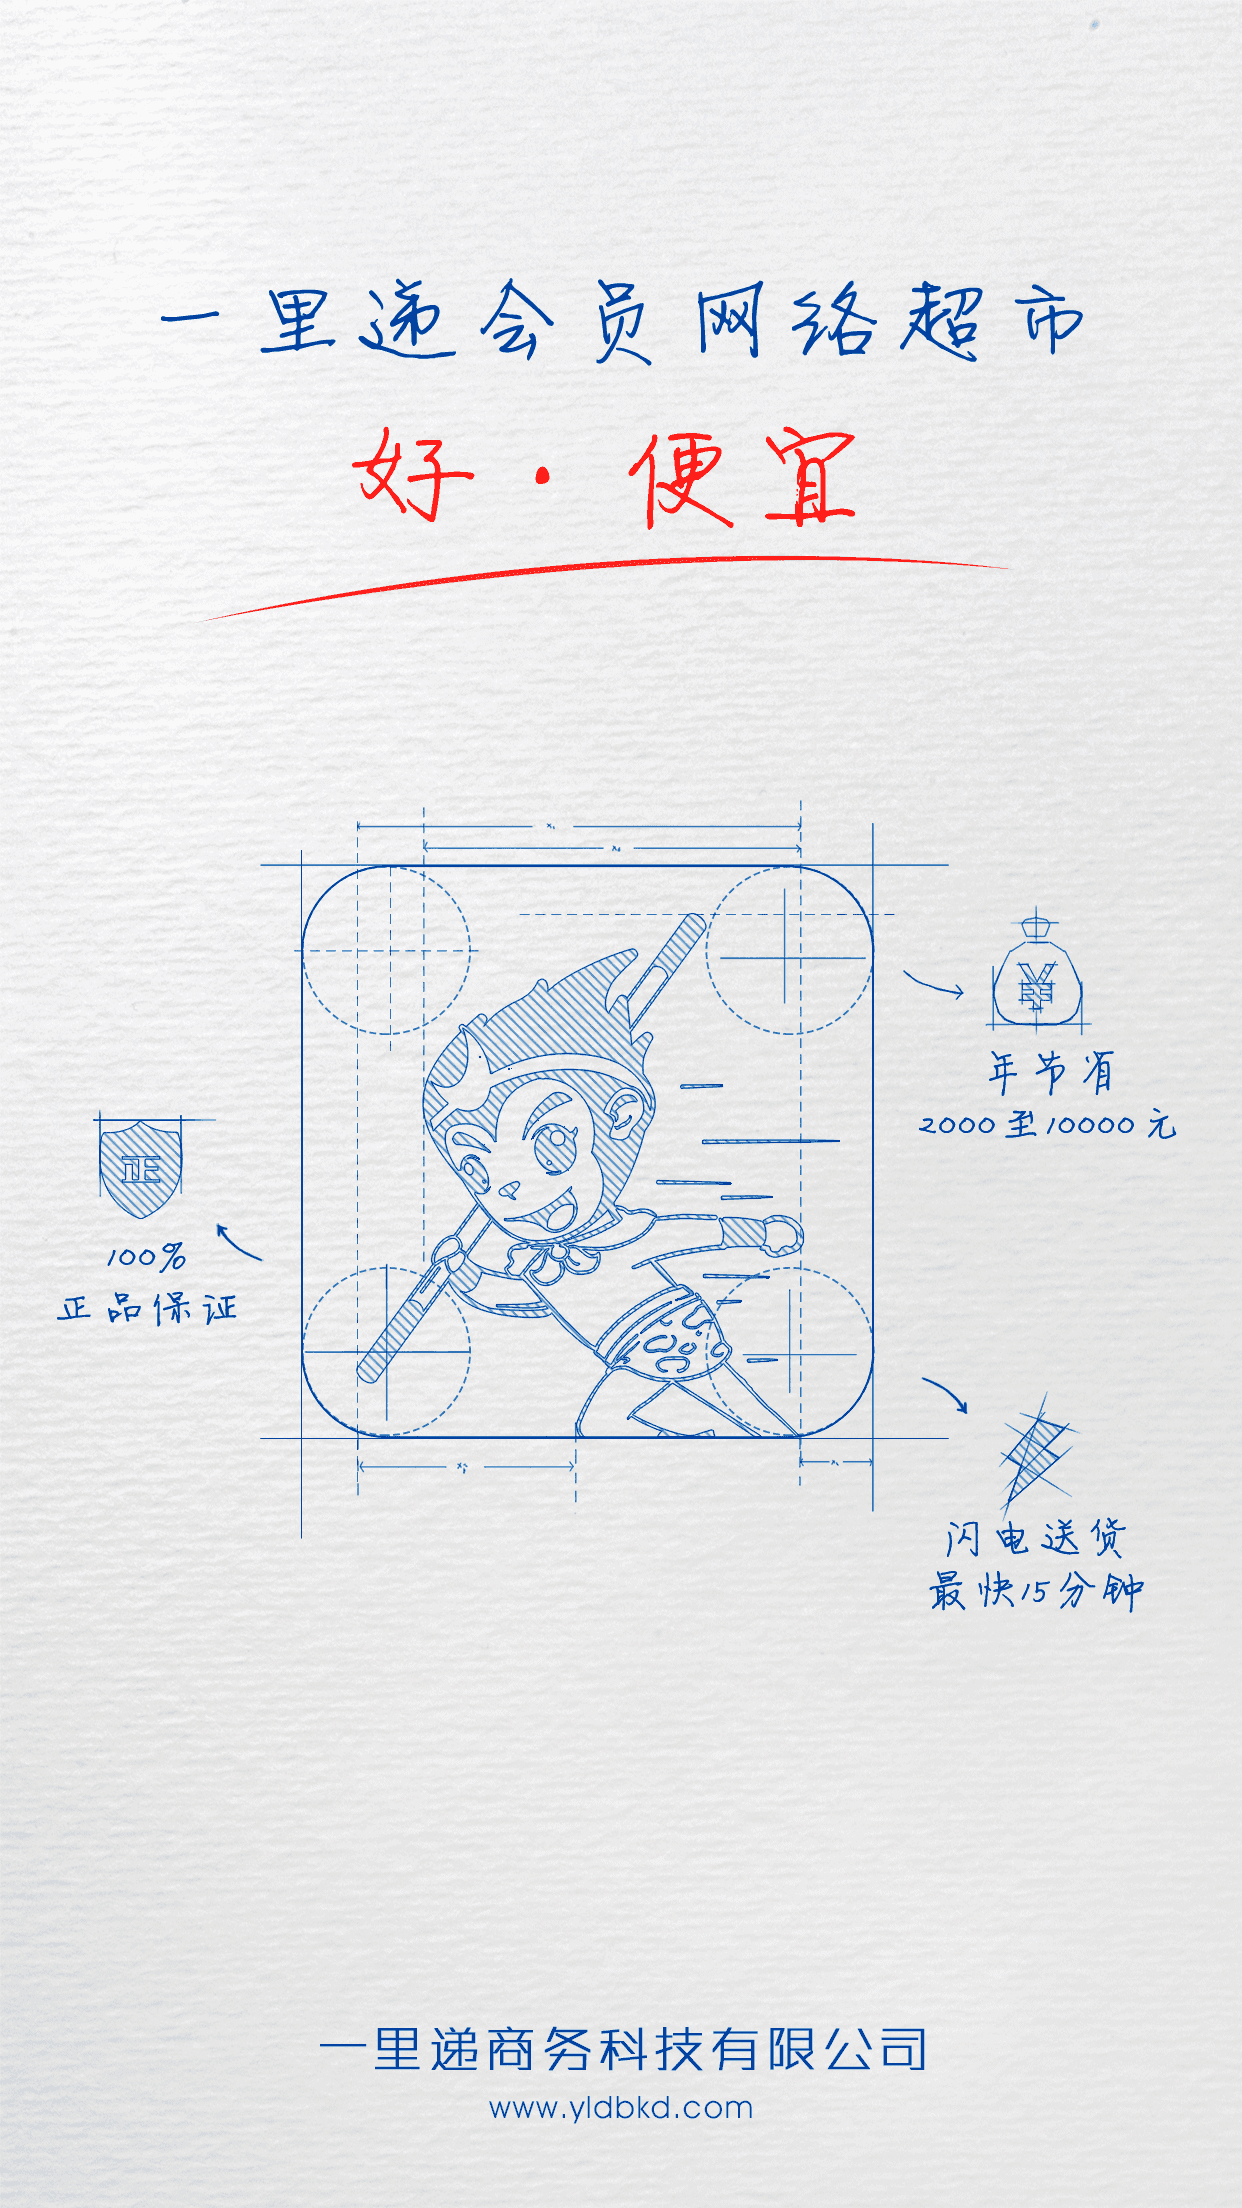 一里递会员网络超市
好·便宜
¥
年节省
2000至10000元
正
100%
正品保证
闪电送货
最快15分钟
一里递商务科技有限公司
www.yldbkd.com